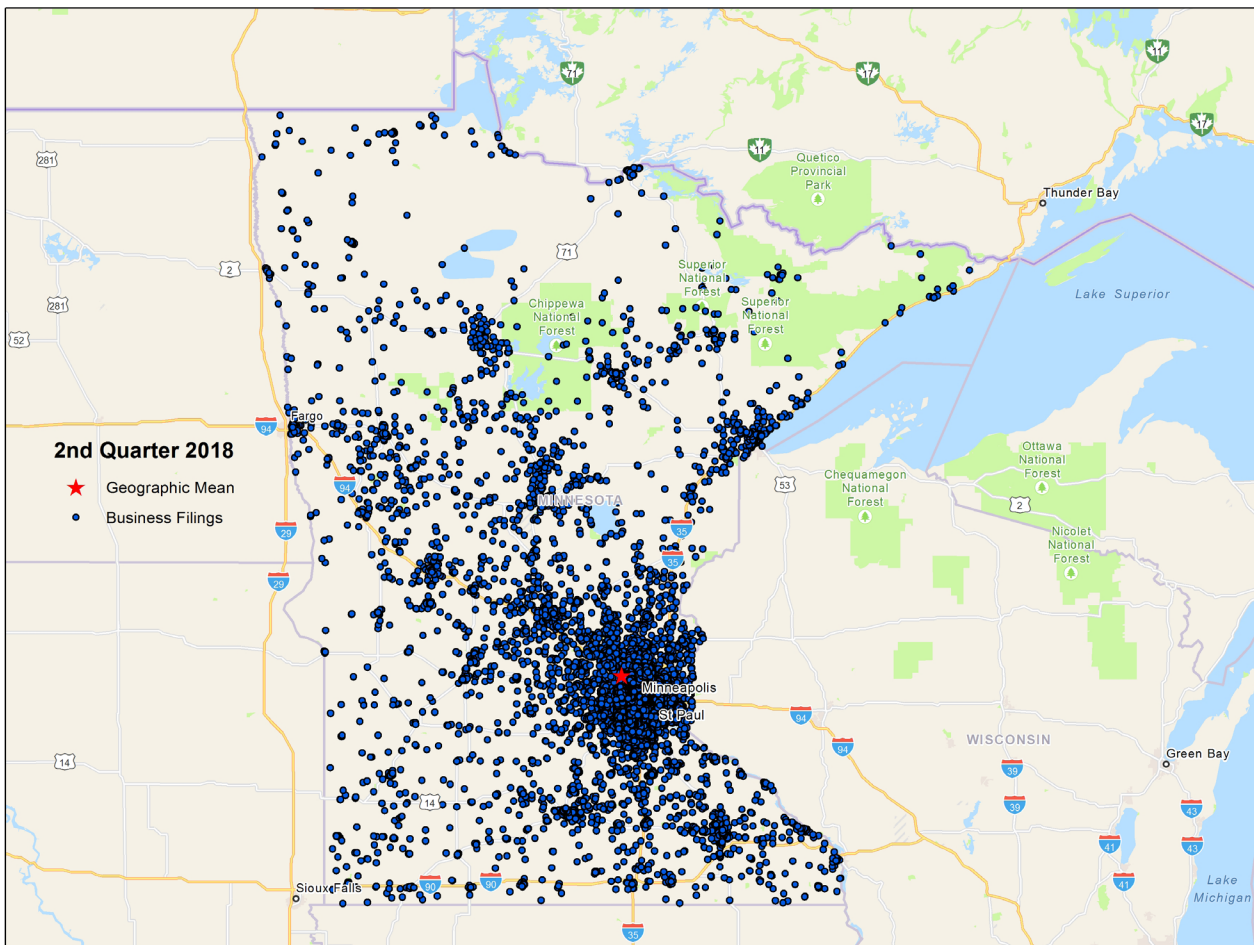 71
11
17
17
11
281
Quetico
Provincial
Park
Thunder Bay
2
71
Superior
National
Forest
Lake Superior
281
Chippewa
National
Forest
Superior
National
Forest
52
Fargo
94
2nd Quarter 2018
Geographic Mean
Business Filings
94
MINNESOTA
29
35
35
29
53
Chequamegon
National
Forest
Ottawa
National
Forest
2
Nicolet
National
Forest
Minneapolis
St Paul
94
94
WISCONSIN
Green Bay
14
14
39
39
43
41
43
41
Lake
Michigan
90
90
Sioux Falls
35